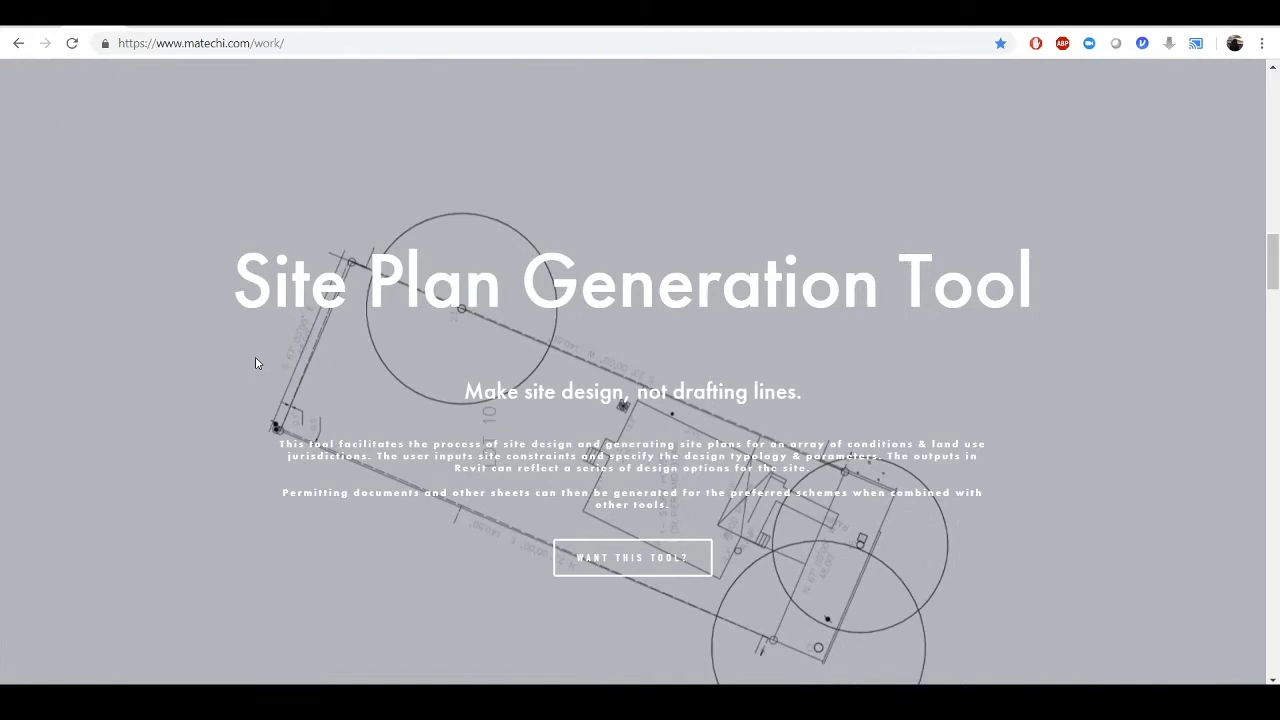 https://www.matechi.com/work/
ABP
Site Plan Generation Tool
Make site design, not drafting lines.
This tool facilitates the process of site design and generating site plans for an array of conditions & land use
jurisdictions. The user inputs site constraints and specify the design typology & parameters. The outputs in
Revit can reflect a series of design options for the site.
Permitting documents and other sheets can then be generated for the preferred schemes when combined with
other tools.
WANT THIS TOOL?